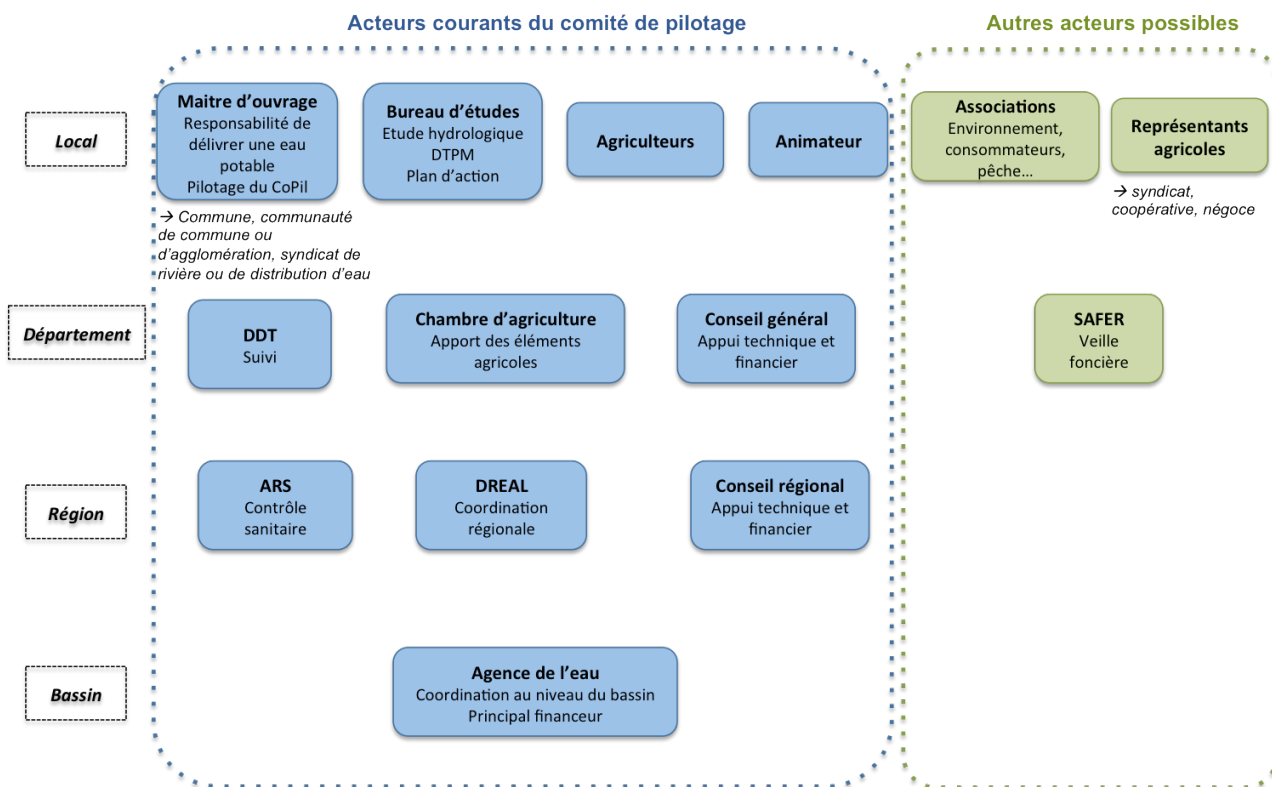 Acteurs courants du comité de pilotage
Autres acteurs possibles
Local
Maitre d’ouvrage
Responsabilité de
délivrer une eau
potable
Pilotage du CoPil
→ Commune, communauté
de commune ou
d’agglomération, syndicat de
rivière ou de distribution d’eau
Bureau d’études
Etude hydrologique
DTPM
Plan d’action
Agriculteurs
Animateur
Associations
Environnement,
consommateurs,
pêche…
Représentants
agricoles
→ syndicat,
coopérative, négoce
Département
DDT
Suivi
Chambre d’agriculture
Apport des éléments
agricoles
Conseil général
Appui technique et
financier
SAFER
Veille
foncière
Région
ARS
Contrôle
sanitaire
DREAL
Coordination
régionale
Conseil régional
Appui technique et
financier
Bassin
Agence de l’eau
Coordination au niveau du bassin
Principal financeur